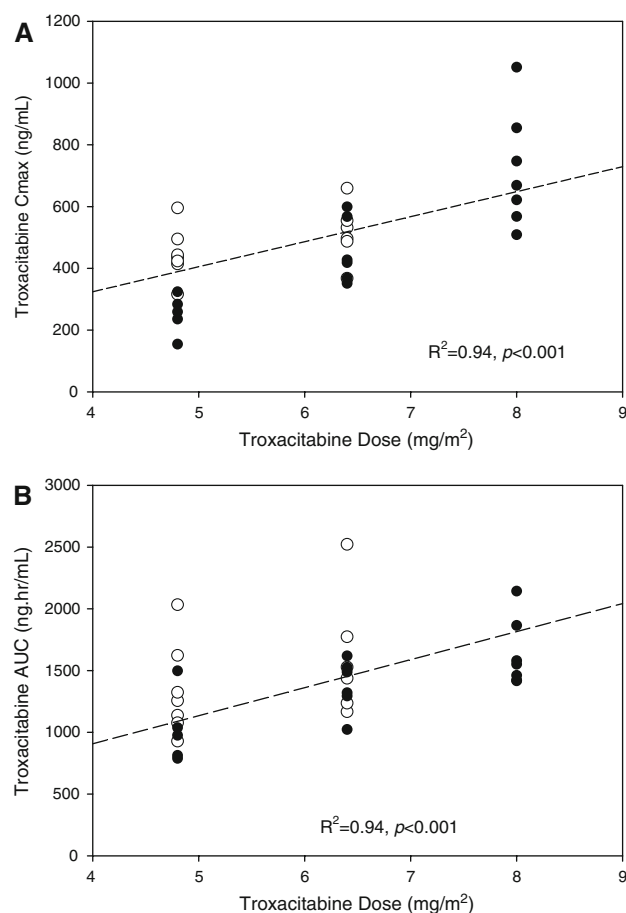 A
Troxacitabine Cmax (ng/mL)
1200
1000
800
600
400
200
0
R²=0.94, p<0.001
4 5 6 7 8 9
Troxacitabine Dose (mg/m²)
B
Troxacitabine AUC (ng.hr/mL)
3000
2500
2000
1500
1000
500
0
R²=0.94, p<0.001
4 5 6 7 8 9
Troxacitabine Dose (mg/m²)